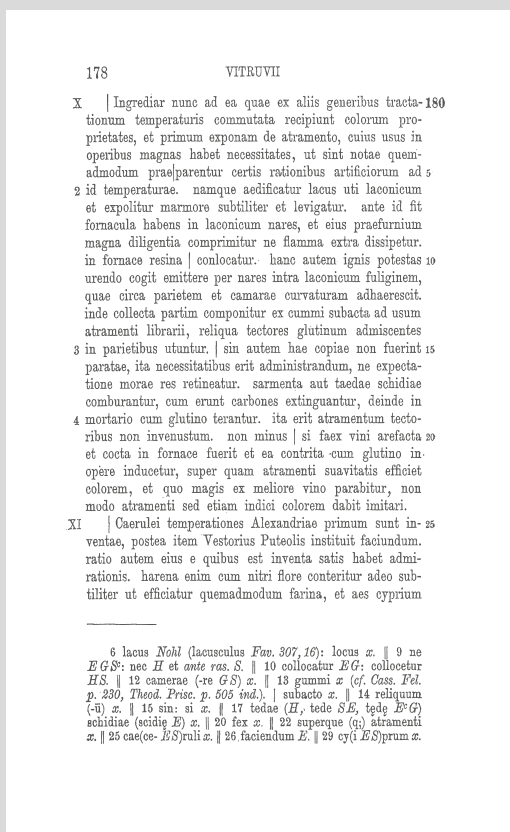 178 VITRUVII
X | Ingrediar nunc ad ea quae ex aliis generibus tracta- 180
tionum temperaturis commutata recipiunt colorum pro-
prietates, et primum exponam de atramento, cuius usus in
operibus magnas habet necessitates, ut sint notae quem-
admodum prae|parentur certis rationibus artificiorum ad 5
2 id temperaturae. namque aedificatur lacus uti laconicum
et expolitur marmore subtiliter et levigatur. ante id fit
fornacula habens in laconicum nares, et eius praefurnium
magna diligentia comprimitur ne flamma extra dissipetur.
in fornace resina | conlocatur. hanc autem ignis potestas 10
urendo cogit emittere per nares intra laconicum fuliginem,
quae circa parietem et camarae curvaturam adhaerescit.
inde collecta partim componitur ex cummi subacta ad usum
atramenti librarii, reliqua tectores glutinum admiscentes
3 in parietibus utuntur. | sin autem hae copiae non fuerint 15
paratae, ita necessitatibus erit administrandum, ne expecta-
tione morae res retineatur. sarmenta aut taedae schidiae
comburantur, cum erunt carbones extinguantur, deinde in
4 mortario cum glutino terantur. ita erit atramentum tecto-
ribus non invenustum. non minus | si faex vini arefacta 20
et cocta in fornace fuerit et ea contrita cum glutino in
opere inducetur, super quam atramenti suavitatis efficiet
colorem, et quo magis ex meliore vino parabitur, non
modo atramenti sed etiam indici colorem dabit imitari.
XI | Caerulei temperationes Alexandriae primum sunt in- 25
ventae, postea item Vestorius Puteolis instituit faciundum.
ratio autem eius e quibus est inventa satis habet admi-
rationis. harena enim cum nitri flore conteritur adeo sub-
tiliter ut efficiatur quemadmodum farina, et aes cyprium
6 lacus Nohl (lacusculus Fav. 307, 16): locus x. ‖ 9 ne
E G Sᶜ: nec H et ante ras. S. ‖ 10 collocatur E G: collocetur
HS. ‖ 12 camerae (-re G S) x. ‖ 13 gummi x (cf. Cass. Fel.
p. 230, Theod. Prisc. p. 505 ind.). | subacto x. ‖ 14 reliquum
(-ū) x. ‖ 15 sin: si x. ‖ 17 tedae (H, tede SE, tędę EᶜG)
schidiae (scidię E) x. ‖ 20 fex x. ‖ 22 superque (q;) atramenti
x. ‖ 25 cae(ce- ES)ruli x. ‖ 26 faciendum E. ‖ 29 cy(i ES)prum x.